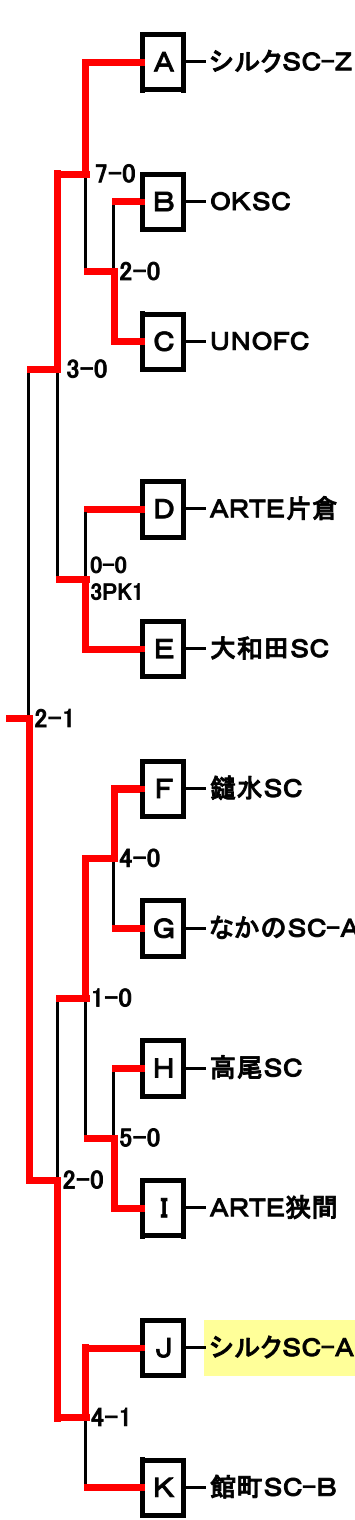 A シルクSC-Z
7-0
B OKSC
2-0
C UNOFC
3-0
D ARTE片倉
0-0
3PK1
E 大和田SC
2-1
F 鑓水SC
4-0
G なかのSC-A
1-0
H 高尾SC
5-0
I ARTE狭間
2-0
J シルクSC-A
4-1
K 館町SC-B